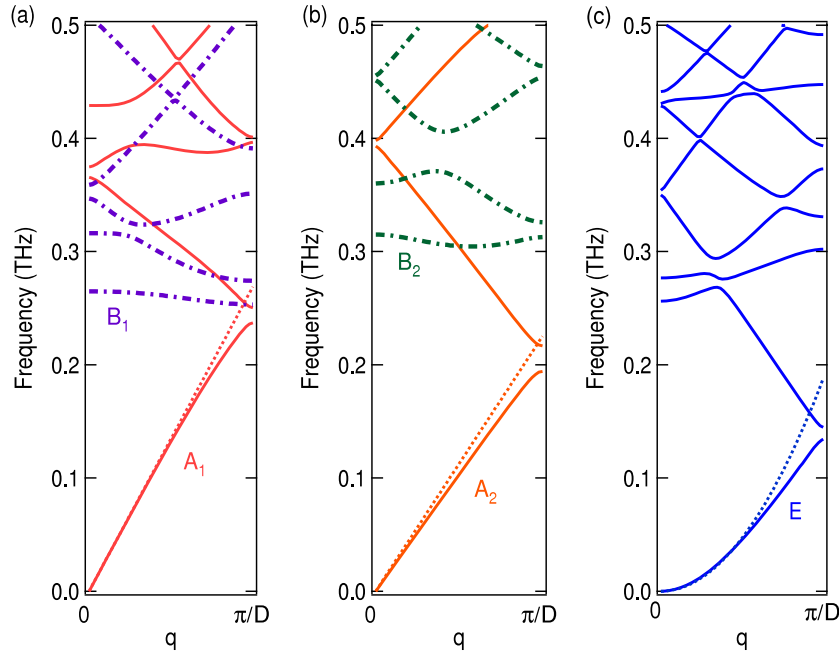 (a)
0.5
0.4
0.3
0.2
0.1
0.0
Frequency (THz)
B₁
A₁
0
π/D
q
(b)
0.5
0.4
0.3
0.2
0.1
0.0
Frequency (THz)
B₂
A₂
0
π/D
q
(c)
0.5
0.4
0.3
0.2
0.1
0.0
Frequency (THz)
E
0
π/D
q